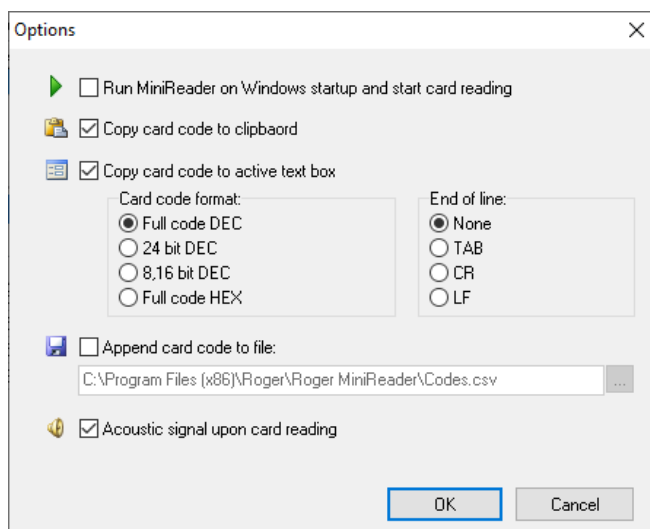 Options
Run MiniReader on Windows startup and start card reading
Copy card code to clipbaord
Copy card code to active text box
Card code format:
Full code DEC
24 bit DEC
8,16 bit DEC
Full code HEX
End of line:
None
TAB
CR
LF
Append card code to file:
C:\Program Files (x86)\Roger\Roger MiniReader\Codes.csv
...
Acoustic signal upon card reading
OK
Cancel